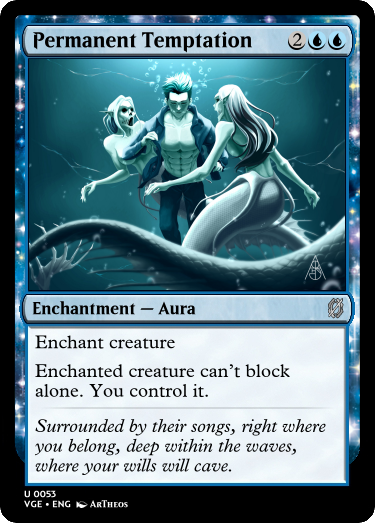 Permanent Temptation 2
Enchantment — Aura
Enchant creature
Enchanted creature can't block
alone. You control it.
Surrounded by their songs, right where
you belong, deep within the waves,
where your wills will cave.
U 0053
VGE • ENG ArTheos